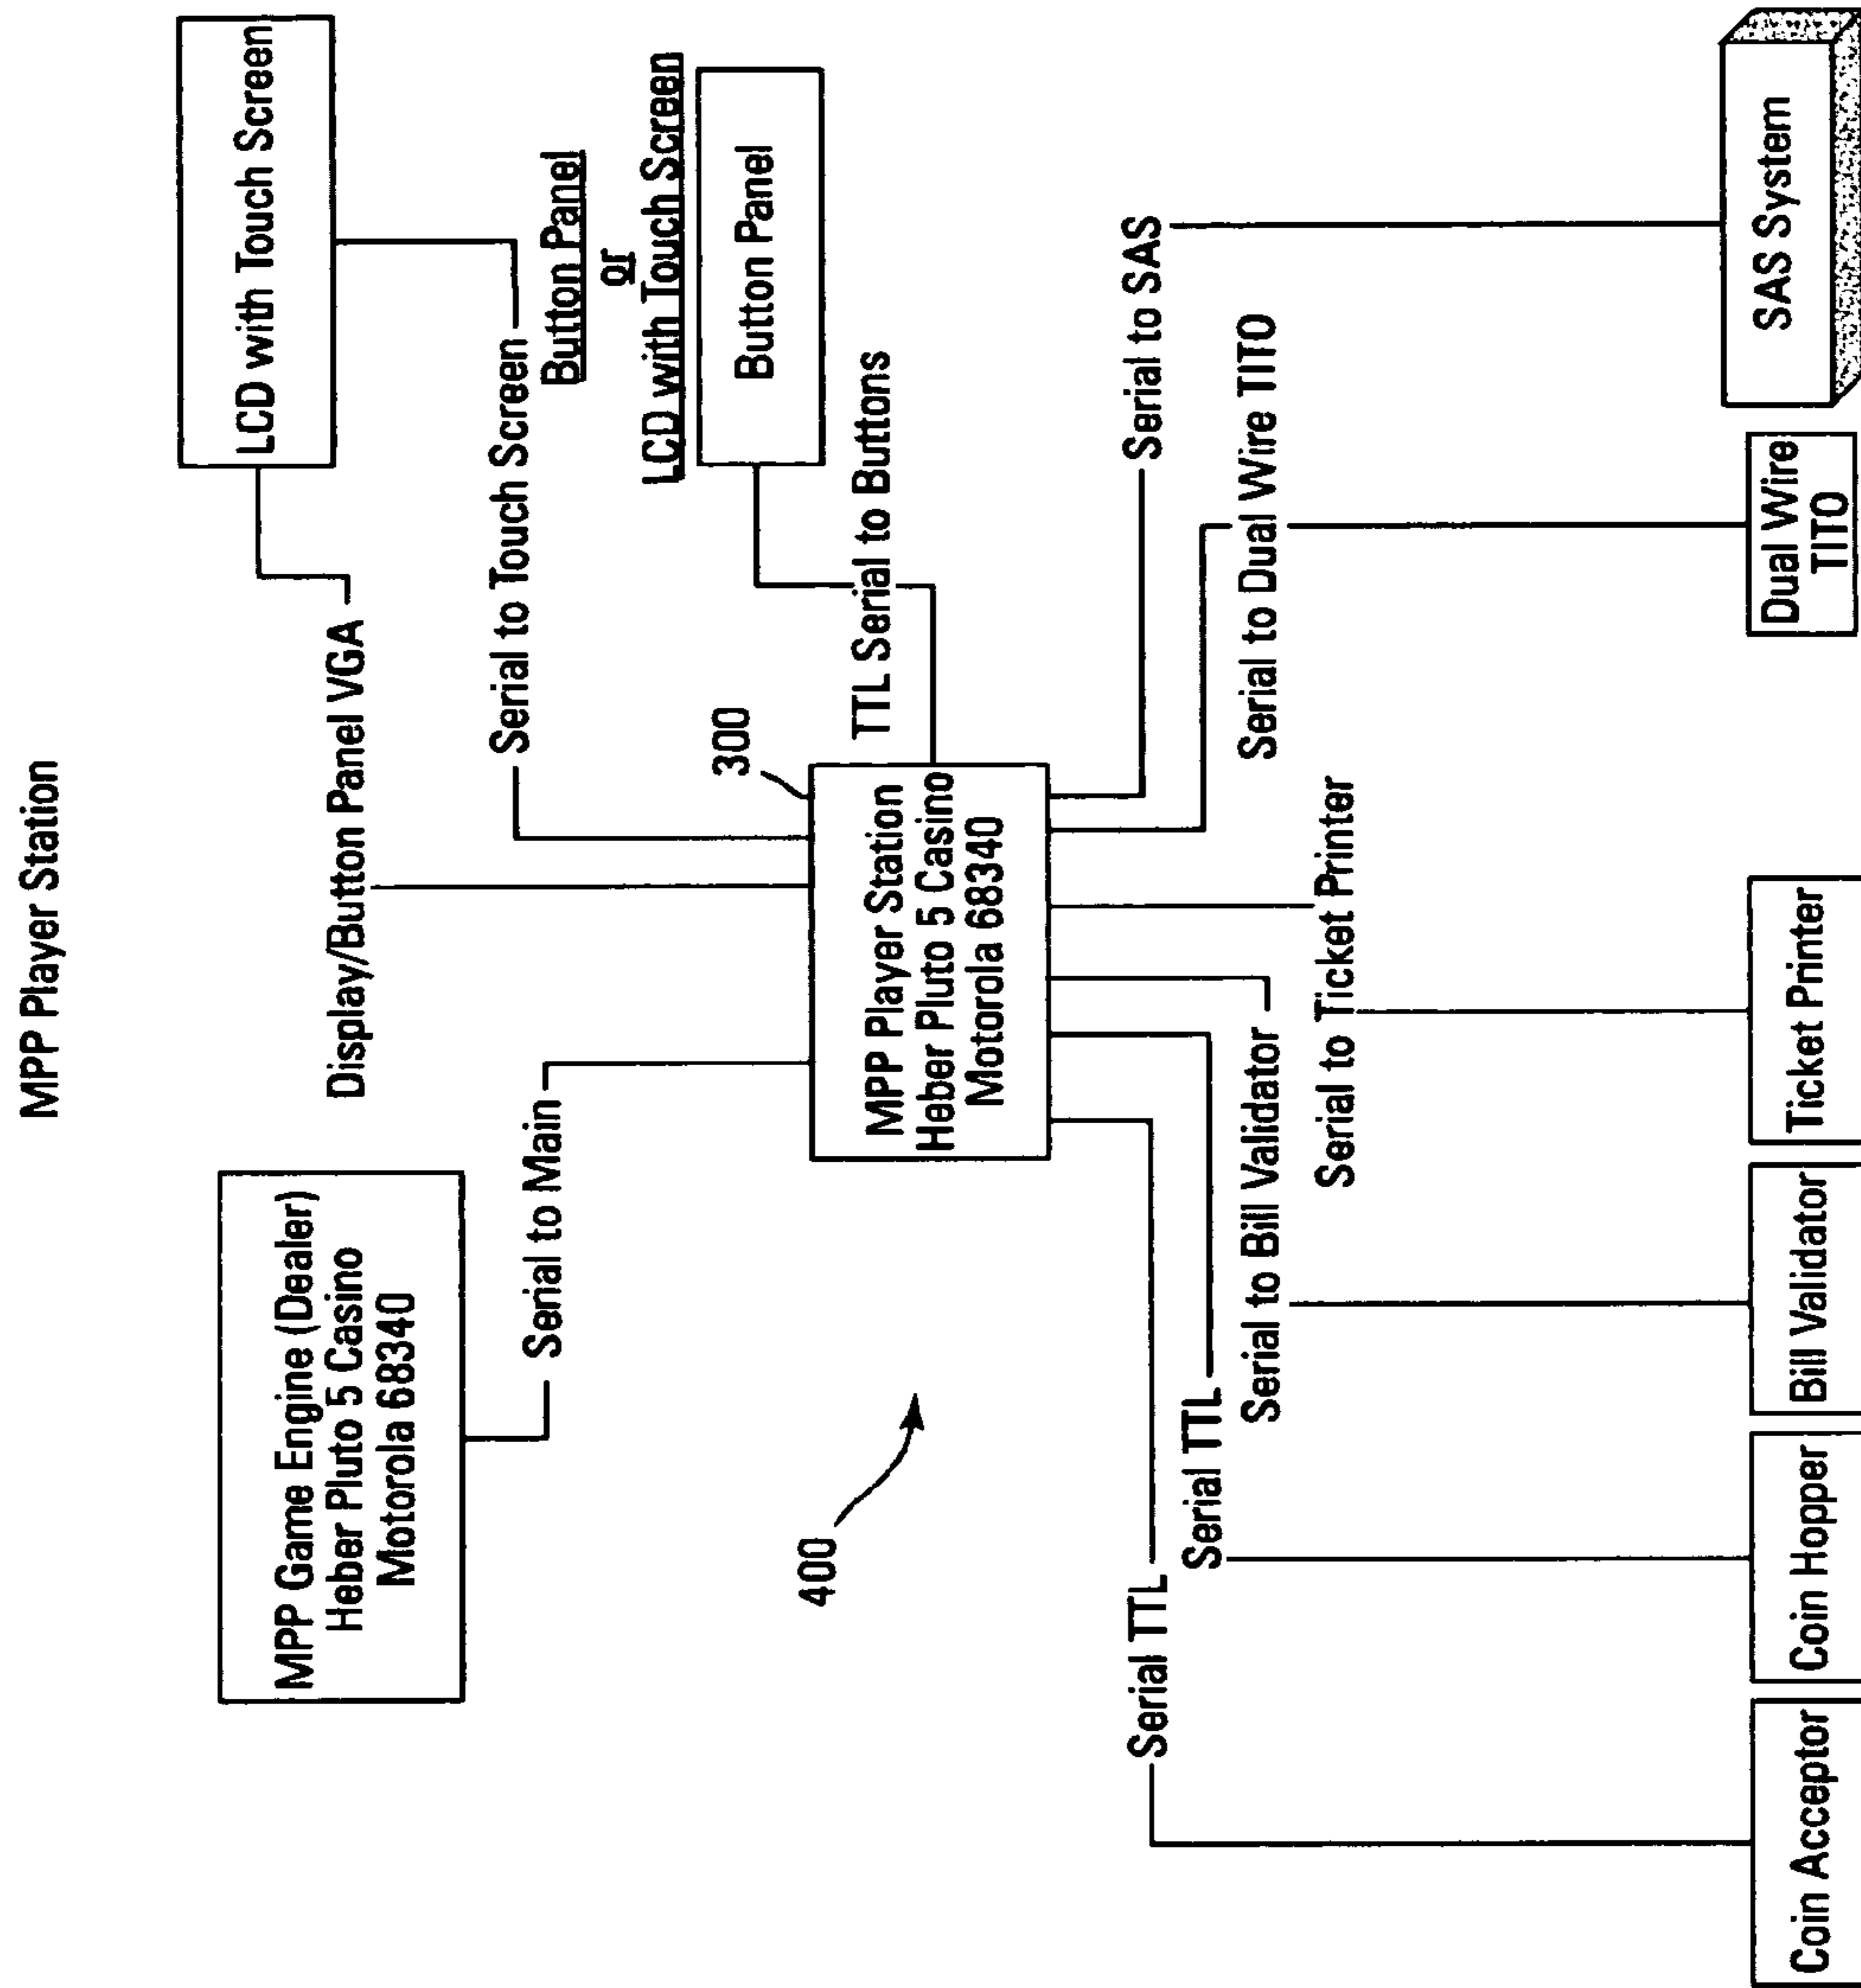 MPP Player Station
MPP Game Engine (Dealer)
Heber Pluto 5 Casino
Motorola 68340
LCD with Touch Screen
Display/Button Panel VGA
Serial to Main
Serial to Touch Screen
Button Panel
or
LCD with Touch Screen
Button Panel
300
MPP Player Station
Heber Pluto 5 Casino
Motorola 68340
TTL Serial to Buttons
400
Serial TTL
Serial TTL
Serial to Bill Validator
Serial to Ticket Printer
Serial to SAS
Serial to Dual Wire TITO
Coin Acceptor
Coin Hopper
Bill Validator
Ticket Printer
Dual Wire
TITO
SAS System